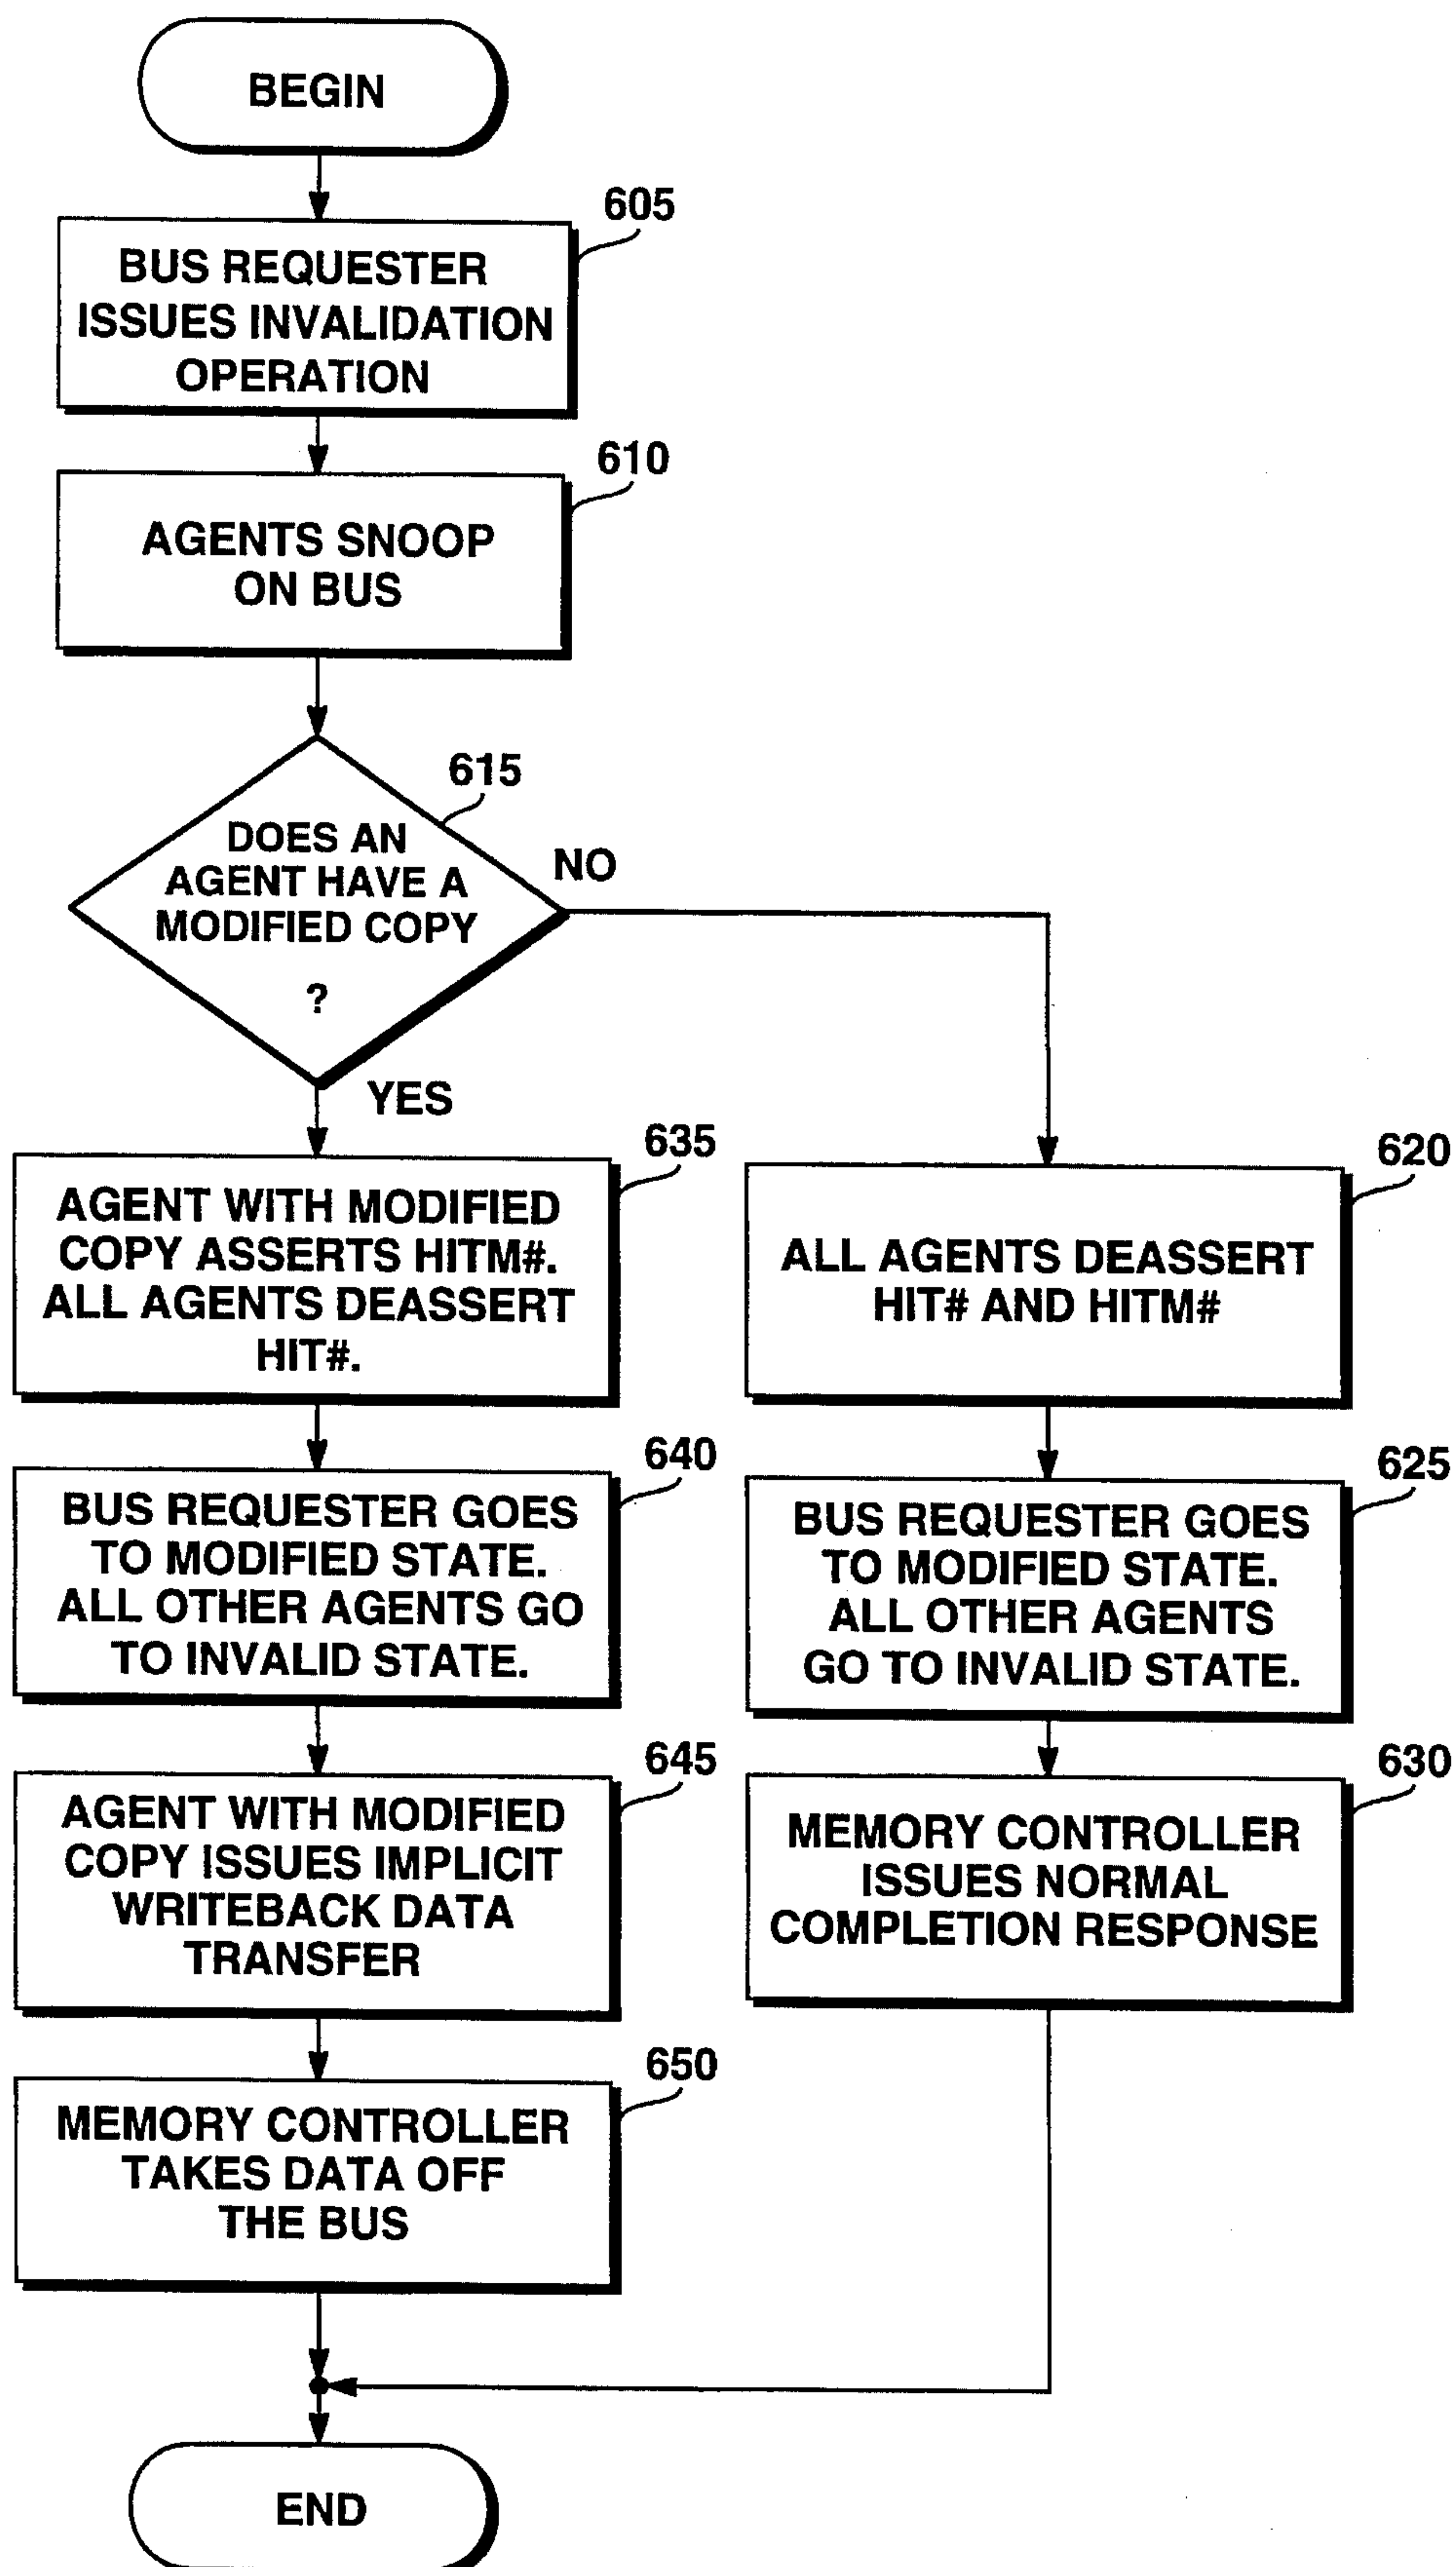 BEGIN
605
BUS REQUESTER
ISSUES INVALIDATION
OPERATION
610
AGENTS SNOOP
ON BUS
615
DOES AN
AGENT HAVE A
MODIFIED COPY
?
NO
YES
635
AGENT WITH MODIFIED
COPY ASSERTS HITM#.
ALL AGENTS DEASSERT
HIT#.
620
ALL AGENTS DEASSERT
HIT# AND HITM#
640
BUS REQUESTER GOES
TO MODIFIED STATE.
ALL OTHER AGENTS GO
TO INVALID STATE.
625
BUS REQUESTER GOES
TO MODIFIED STATE.
ALL OTHER AGENTS
GO TO INVALID STATE.
645
AGENT WITH MODIFIED
COPY ISSUES IMPLICIT
WRITEBACK DATA
TRANSFER
630
MEMORY CONTROLLER
ISSUES NORMAL
COMPLETION RESPONSE
650
MEMORY CONTROLLER
TAKES DATA OFF
THE BUS
END